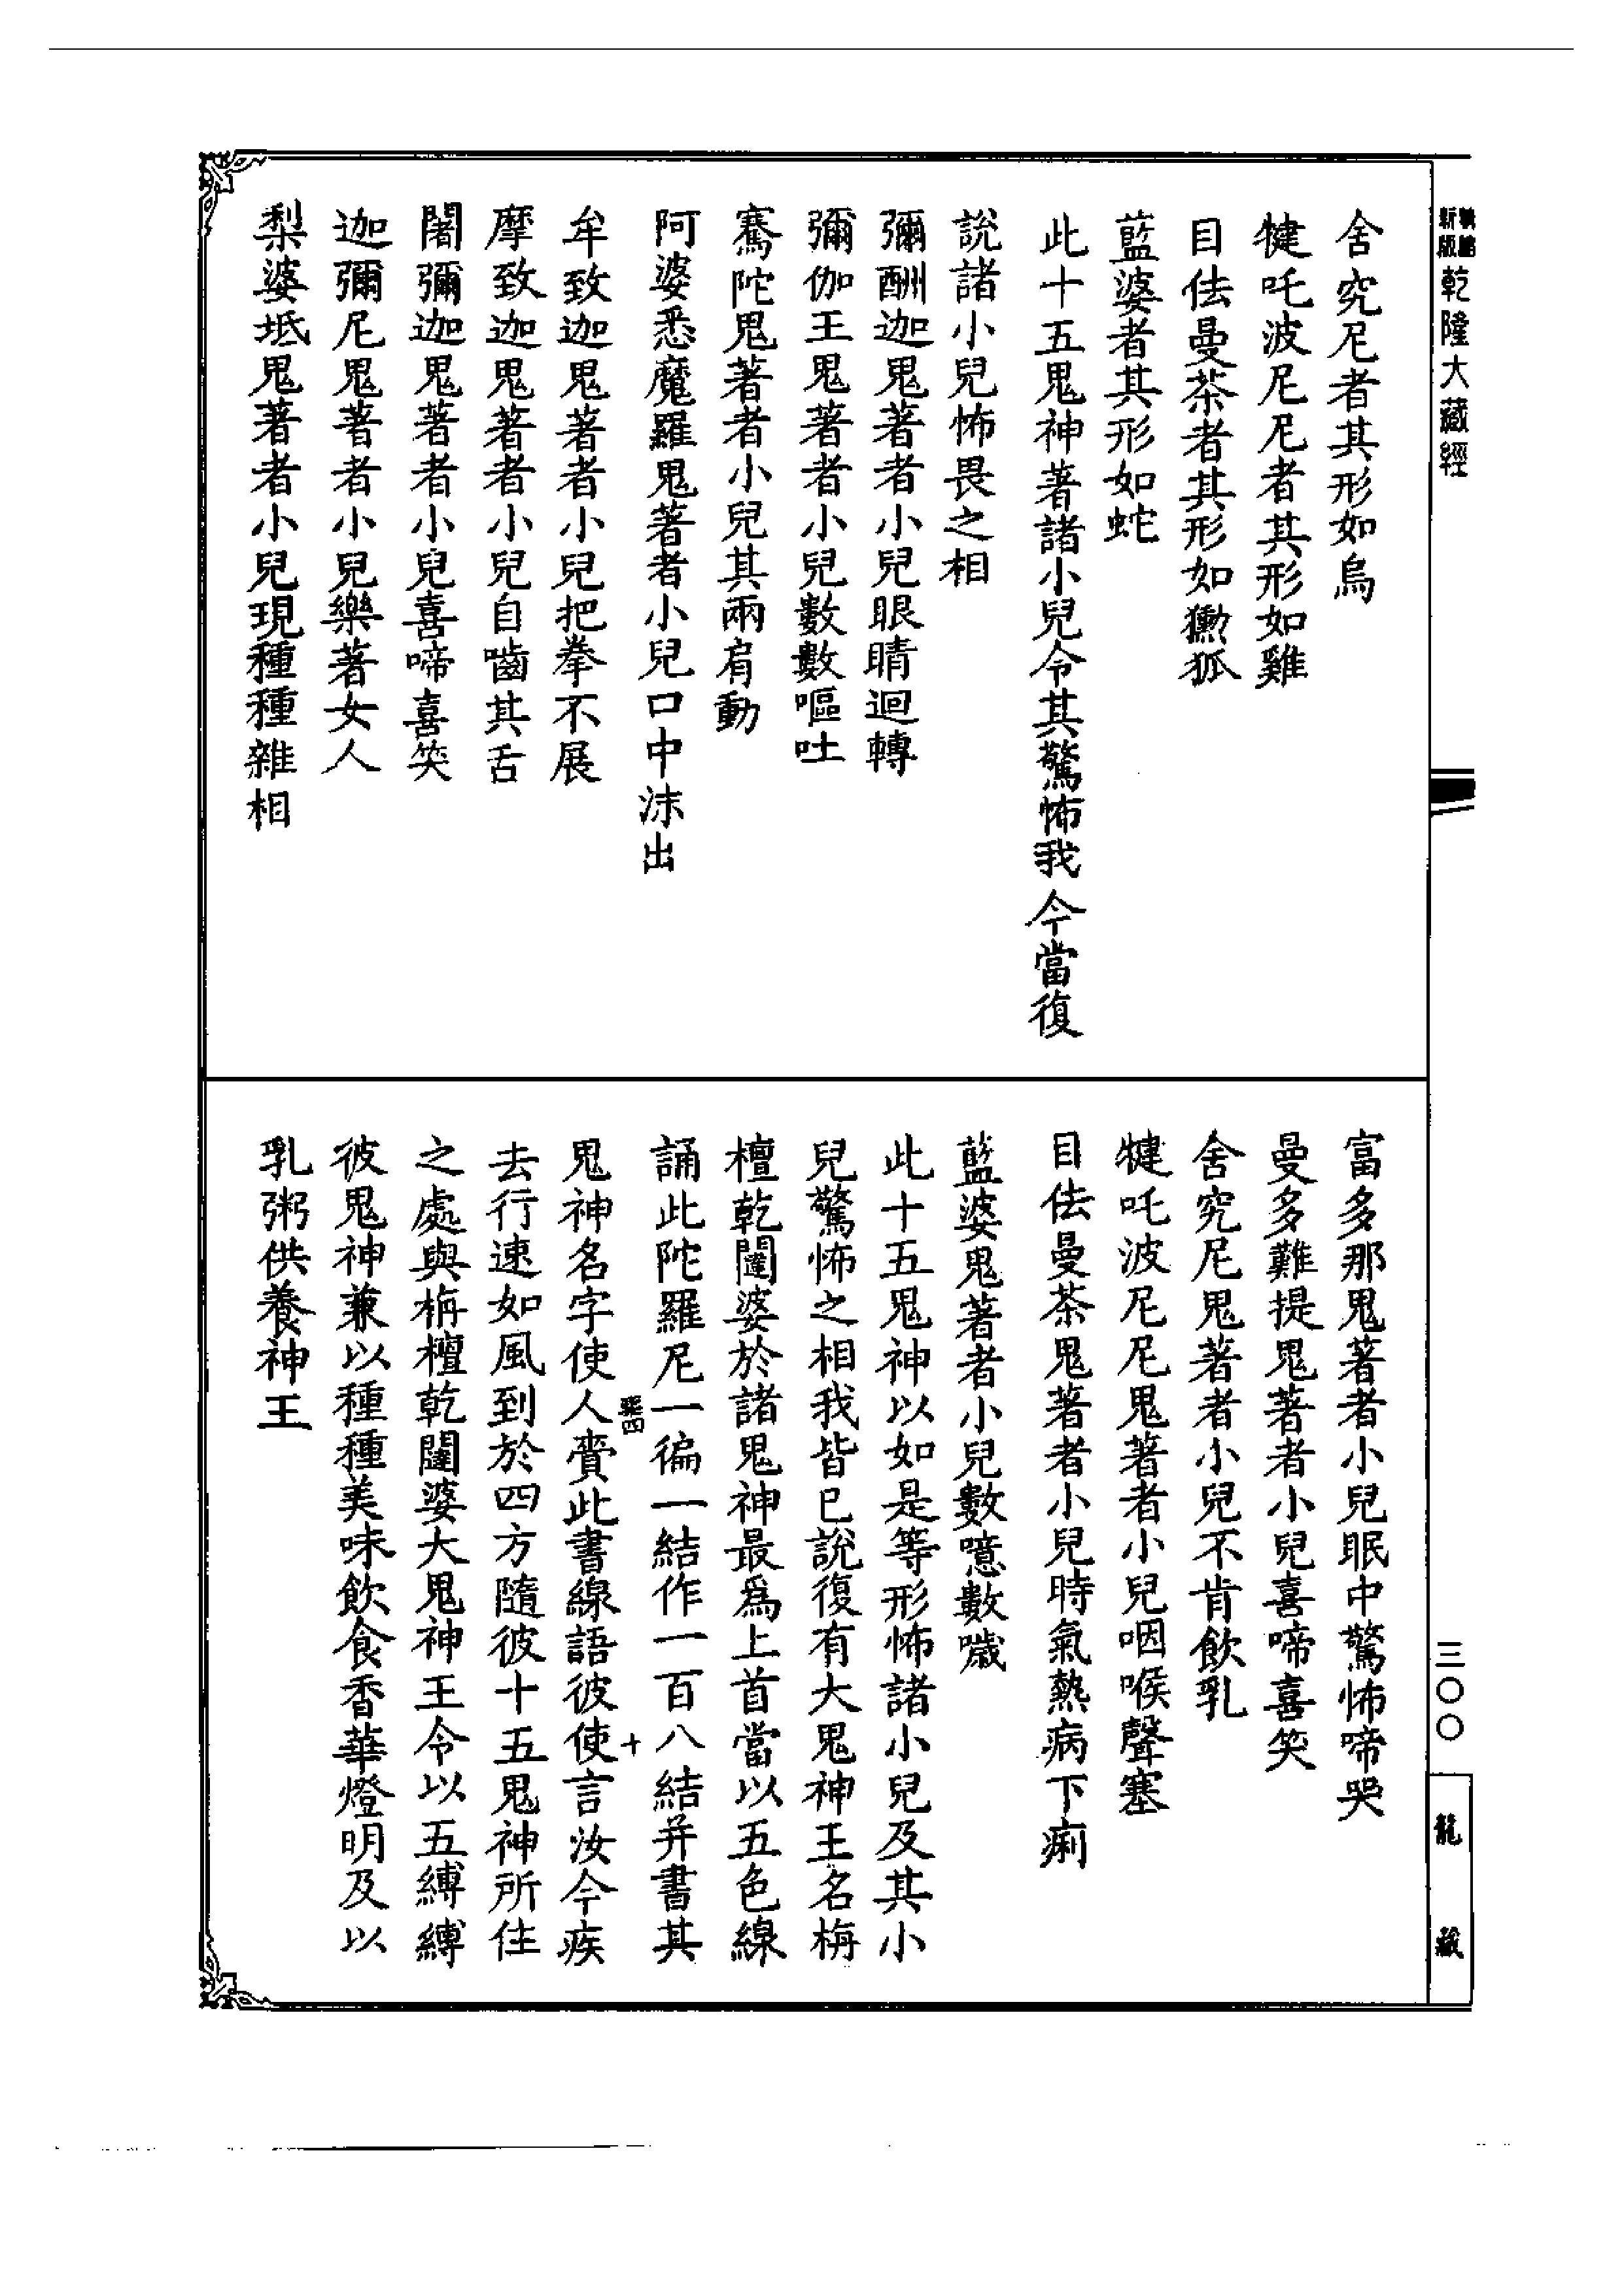 新版
乾隆大藏經
舍究尼者其形如烏
犍吒波尼尼者其形如雞
目佉曼荼者其形如獯狐
藍婆者其形如蛇
此十五鬼神著諸小兒令其驚怖我今當復
說諸小兒怖畏之相
彌酬迦鬼著者小兒眼睛迴轉
彌伽王鬼著者小兒數數嘔吐
騫陀鬼著者小兒其兩肩動
阿婆悉魔羅鬼著者小兒口中沫出
牟致迦鬼著者小兒把拳不展
摩致迦鬼著者小兒自嚙其舌
闍彌迦鬼著者小兒喜啼喜笑
迦彌尼鬼著者小兒樂著女人
梨婆坻鬼著者小兒現種種雜相
富多那鬼著者小兒眠中驚怖啼哭
曼多難提鬼著者小兒喜啼喜笑
舍究尼鬼著者小兒不肯飲乳
犍吒波尼尼鬼著者小兒咽喉聲塞
目佉曼荼鬼著者小兒時氣熱病下痢
藍婆鬼著者小兒數噫數噦
此十五鬼神以如是等形怖諸小兒及其小
兒驚怖之相我皆已說復有大鬼神王名栴
檀乾闥婆於諸鬼神最為上首當以五色線
誦此陀羅尼一徧一結作一百八結并書其
鬼神名字使人賷此書線語彼使言汝今疾
去行速如風到於四方隨彼十五鬼神所住
之處與栴檀乾闥婆大鬼神王令以五縛縛
彼鬼神兼以種種美味飲食香華燈明及以
乳粥供養神王
十
三〇〇
龍藏